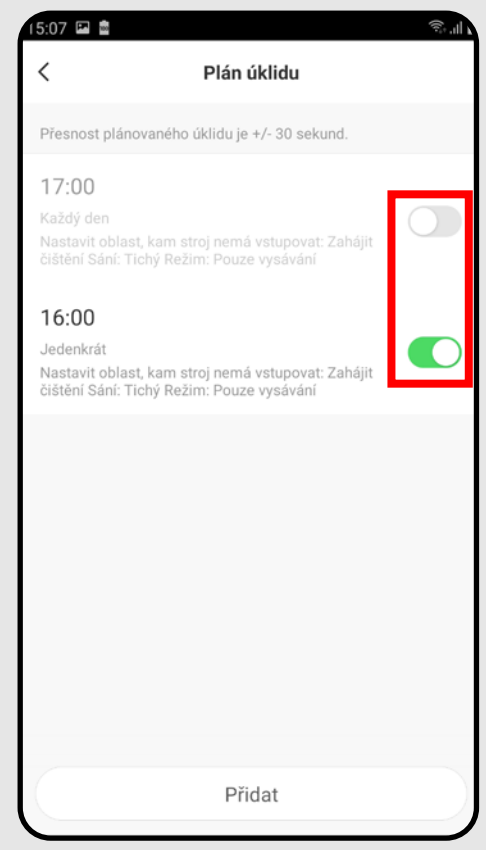 15:07
Plán úklidu
Přesnost plánovaného úklidu je +/- 30 sekund.
17:00
Každý den
Nastavit oblast, kam stroj nemá vstupovat: Zahájit
čištění Sání: Tichý Režim: Pouze vysávání
16:00
Jedenkrát
Nastavit oblast, kam stroj nemá vstupovat: Zahájit
čištění Sání: Tichý Režim: Pouze vysávání
Přidat